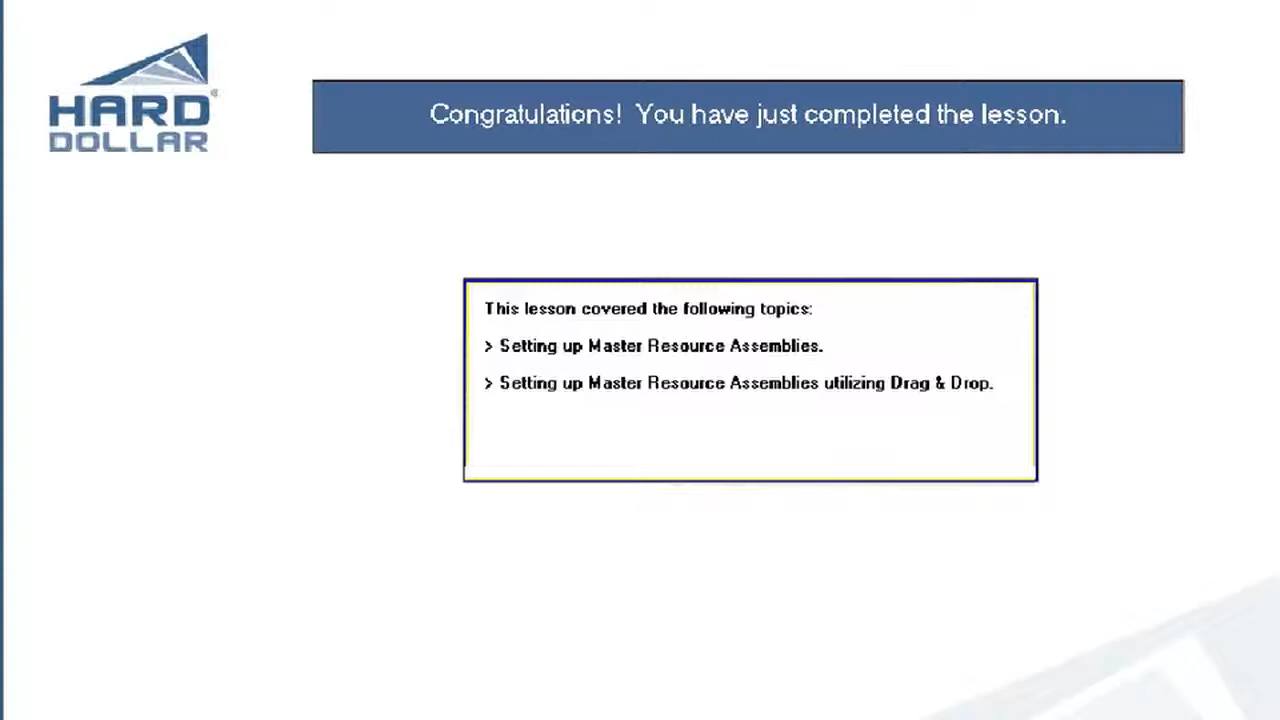 HARD
DOLLAR
®
Congratulations! You have just completed the lesson.
This lesson covered the following topics:
> Setting up Master Resource Assemblies.
> Setting up Master Resource Assemblies utilizing Drag & Drop.